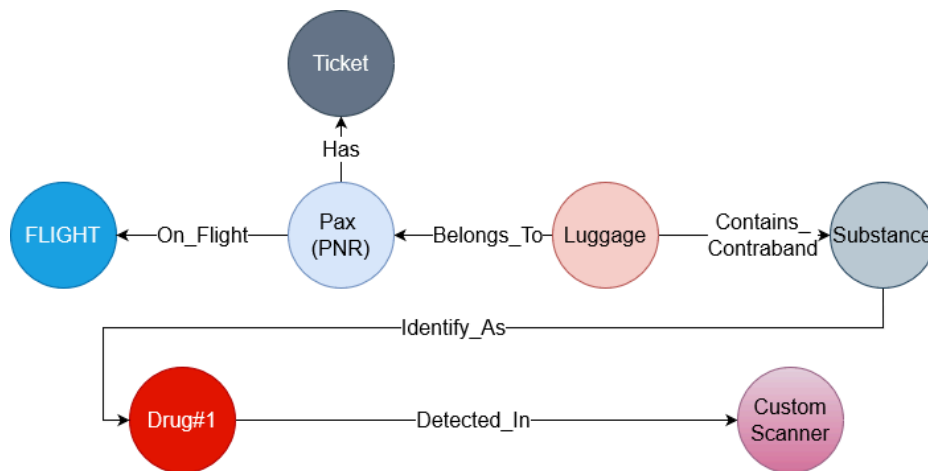 Ticket
Has
FLIGHT
On_Flight
Pax
(PNR)
Belongs_To
Luggage
Contains_
Contraband
Substance
Identify_As
Drug#1
Detected_In
Custom
Scanner